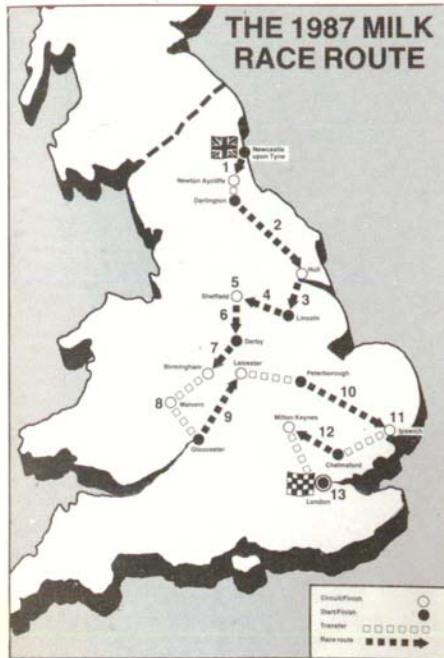 THE 1987 MILK
RACE ROUTE
Newcastle
upon Tyne
1
Newton Aycliffe
Darlington
2
Hull
5
Sheffield
4
3
6
Lincoln
Derby
7
Birmingham
Leicester
Peterborough
8
Malvern
9
10
Gloucester
Milton Keynes
12
11
Ipswich
Chelmsford
13
London
Circuit/Finish
Start/Finish
Transfer
Race route